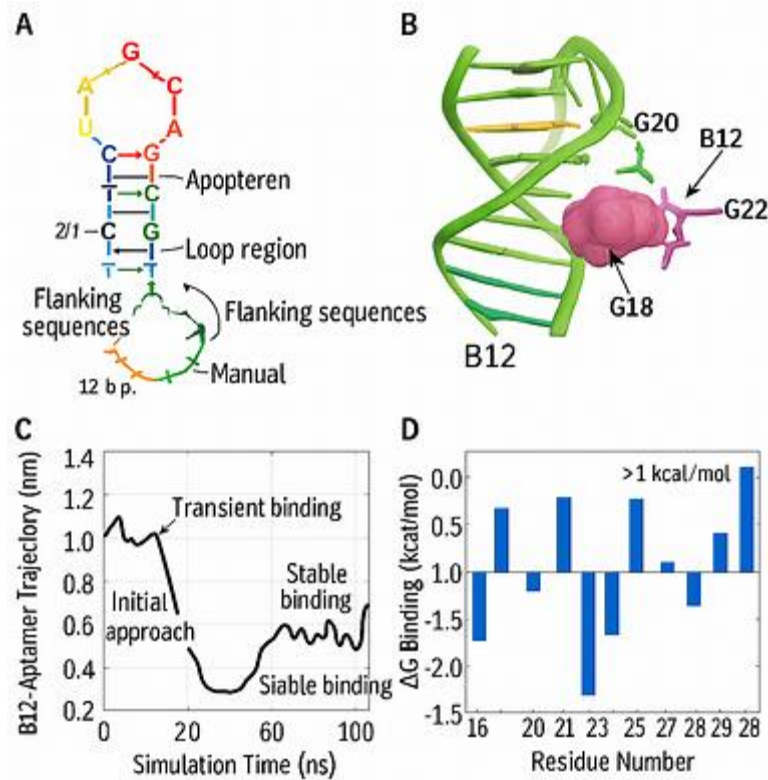 A
G
A
C
U
A
C
G
Apopteren
T
C
2/1
C
G
Loop region
T
T
Flanking
sequences
Flanking sequences
Manual
12 b p.
B
G20
B12
G22
G18
B12
C
B12-Aptamer Trajectory (nm)
1.4
1.2
1.0
0.8
0.6
0.4
0.2
Transient binding
Initial
approach
Stable
binding
Siable binding
0
20
20
60
100
Simulation Time (ns)
D
ΔG Binding (kcat/mol)
0.0
0.5
1.0
-1.5
-2.0
-1.5
>1 kcal/mol
16
20
21
23
25
27
28
29
28
Residue Number